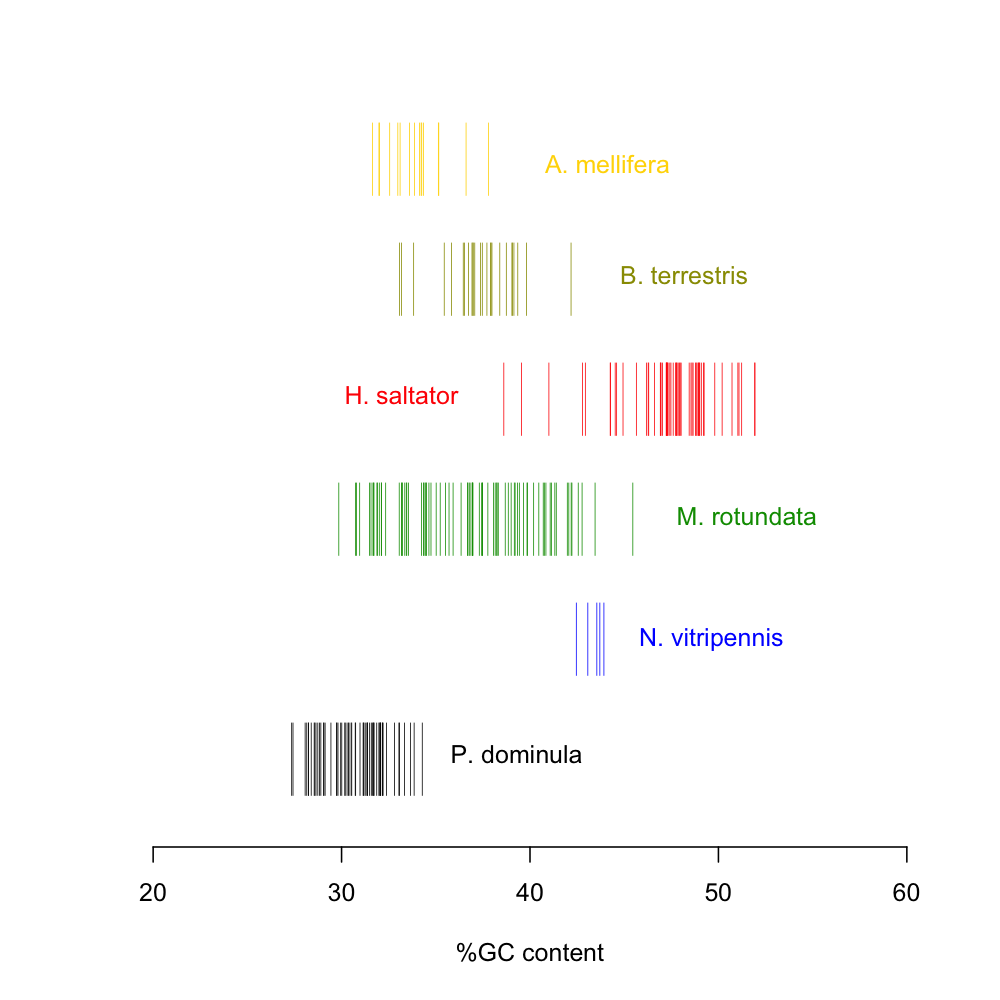 A. mellifera
B. terrestris
H. saltator
M. rotundata
N. vitripennis
P. dominula
20 30 40 50 60
%GC content